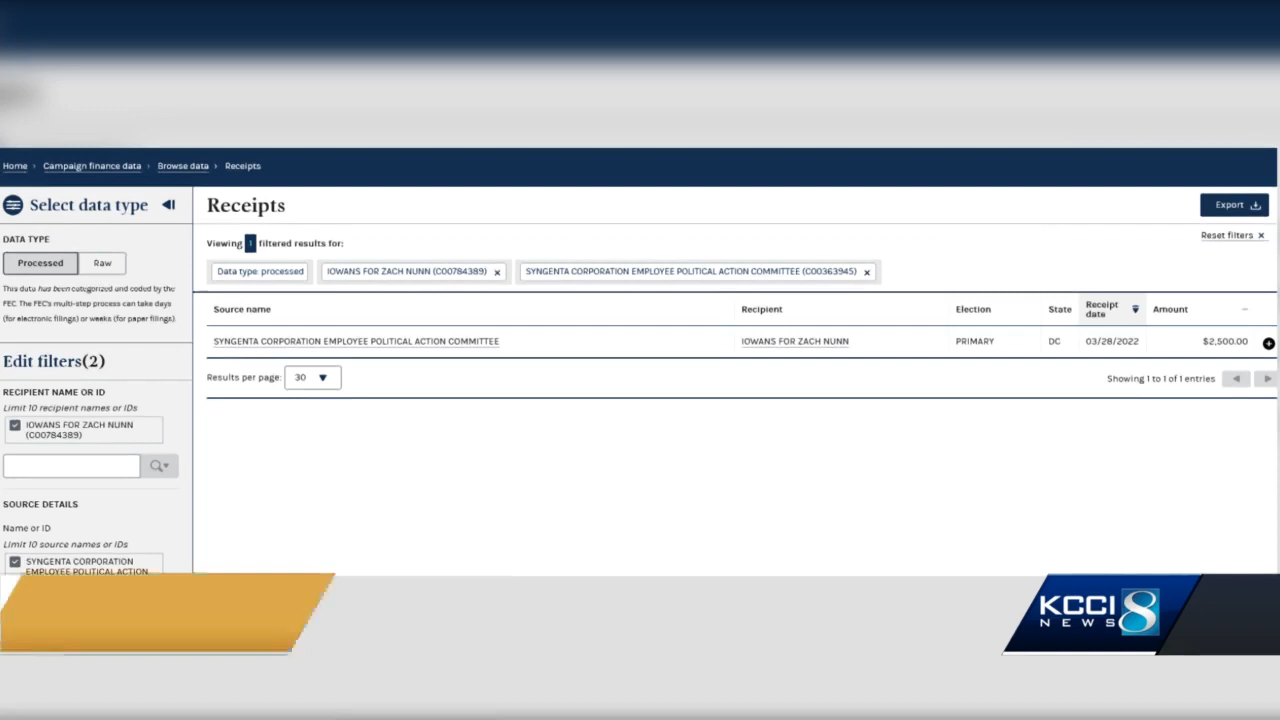 Home › Campaign finance data › Browse data › Receipts
Select data type
Receipts
Export
Viewing 1 filtered results for:
Reset filters x
DATA TYPE
Processed Raw
Data type: processed
IOWANS FOR ZACH NUNN (C00784389) x
SYNGENTA CORPORATION EMPLOYEE POLITICAL ACTION COMMITTEE (C00363945) x
This data has been categorized and coded by the
FEC. The FEC's multi-step process can take days
(for electronic filings) or weeks (for paper filings).
Source name Recipient Election State Receipt date Amount
SYNGENTA CORPORATION EMPLOYEE POLITICAL ACTION COMMITTEE IOWANS FOR ZACH NUNN PRIMARY DC 03/28/2022 $2,500.00
Edit filters(2)
Results per page: 30
Showing 1 to 1 of 1 entries
RECIPIENT NAME OR ID
Limit 10 recipient names or IDs
IOWANS FOR ZACH NUNN
(C00784389)
SOURCE DETAILS
Name or ID
Limit 10 source names or IDs
SYNGENTA CORPORATION
EMPLOYEE POLITICAL ACTION
KCCI 8
NEWS